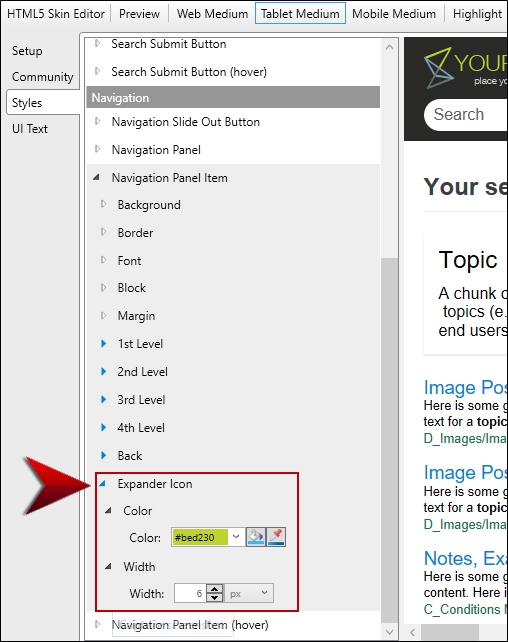 HTML5 Skin Editor Preview Web Medium Tablet Medium Mobile Medium Highlight
Setup
Community
Styles
UI Text
Search Submit Button
Search Submit Button (hover)
Navigation
Navigation Slide Out Button
Navigation Panel
Navigation Panel Item
Background
Border
Font
Block
Margin
1st Level
2nd Level
3rd Level
4th Level
Back
Expander Icon
Color
Color: #bed230
Width
Width: 6 px
Navigation Panel Item (hover)
YOUR
place yo
Search
Your se
Topic
A chunk o
topics (e.
end users
Image Pos
Here is some g
text for a topic
D_Images/Ima
Image Pos
Here is some g
text for a topic
D_Images/Ima
Notes, Exa
Here is some g
content. Here i
C_Conditions